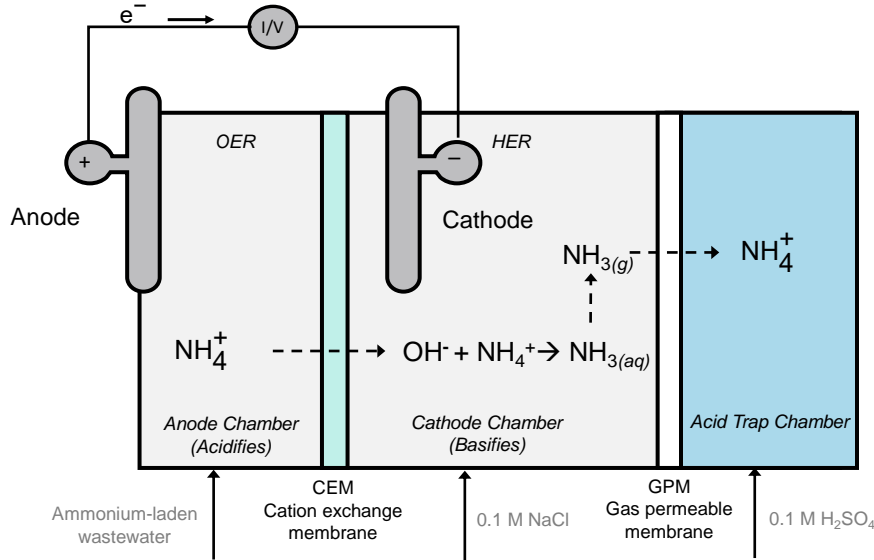 e⁻
I/V
OER
HER
+
−
Anode
Cathode
NH₃(g)
NH₄⁺
NH₄⁺
OH⁻ + NH₄⁺ → NH₃(aq)
Anode Chamber
(Acidifies)
Cathode Chamber
(Basifies)
Acid Trap Chamber
Ammonium-laden
wastewater
CEM
Cation exchange
membrane
0.1 M NaCl
GPM
Gas permeable
membrane
0.1 M H₂SO₄